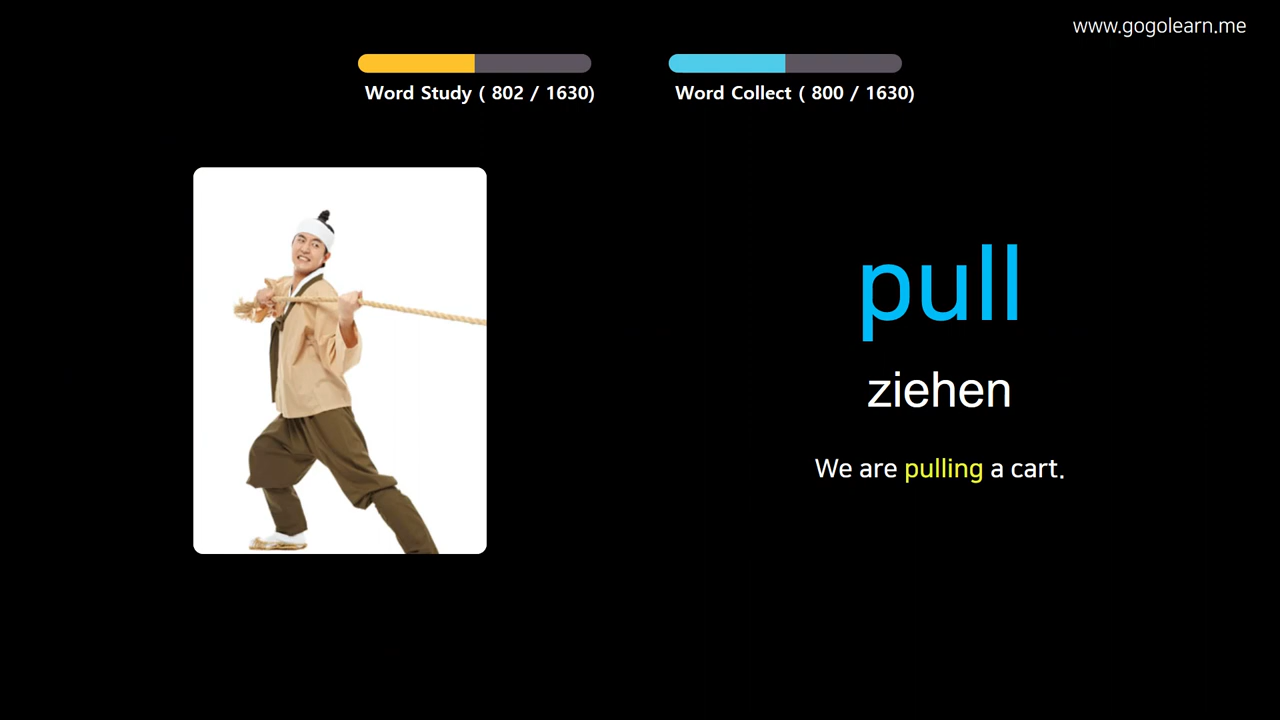 www.gogolearn.me
Word Study ( 802 / 1630)
Word Collect ( 800 / 1630)
pull
ziehen
We are pulling a cart.